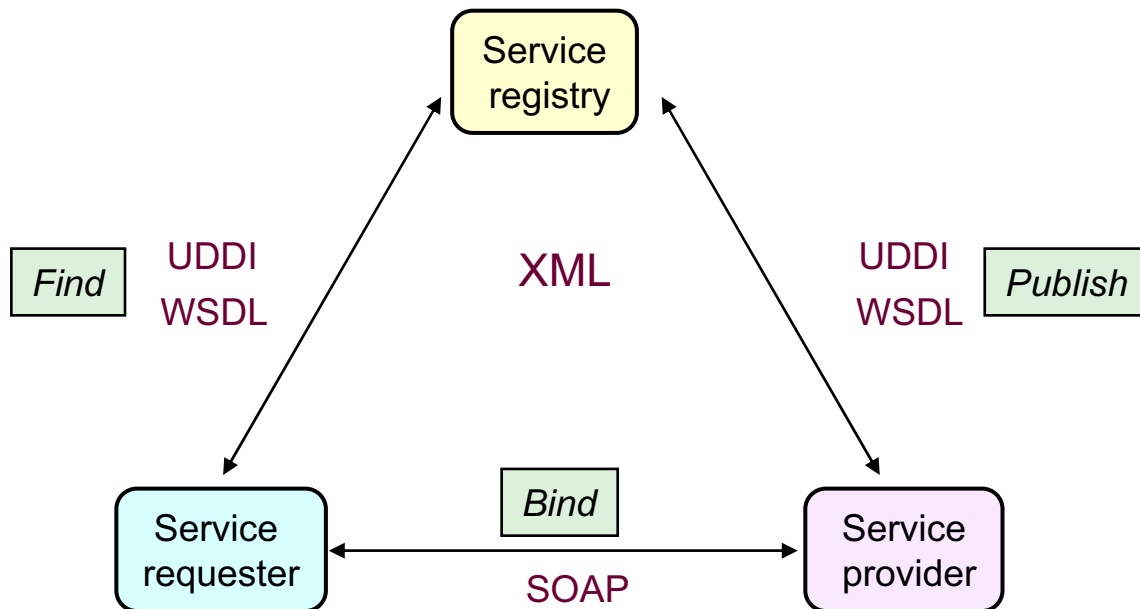 Service
registry
UDDI
WSDL
Find
XML
UDDI
WSDL
Publish
Bind
Service
requester
SOAP
Service
provider